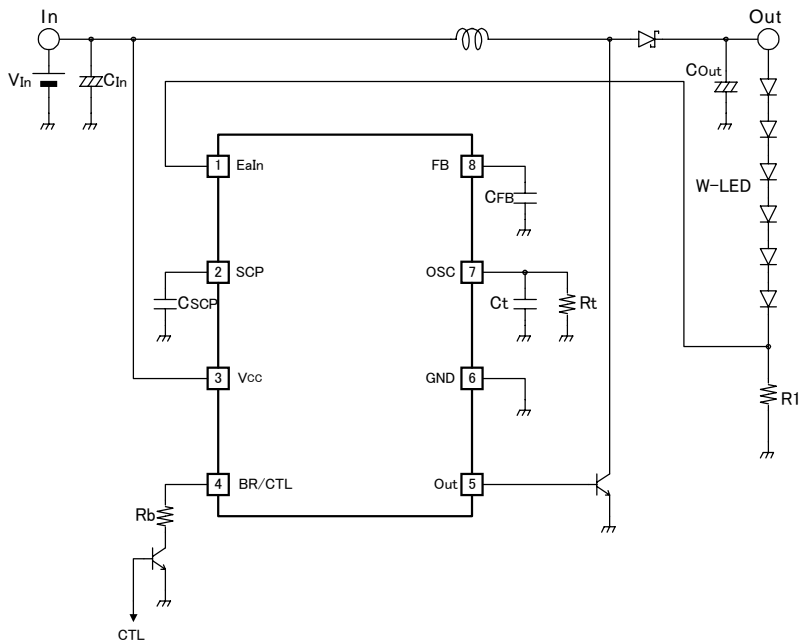 In
Out
VIn
CIn
COut
1
EaIn
FB
8
CFB
W-LED
2
SCP
OSC
7
CSCP
Ct
Rt
3
Vcc
GND
6
R1
4
BR/CTL
Out
5
Rb
CTL